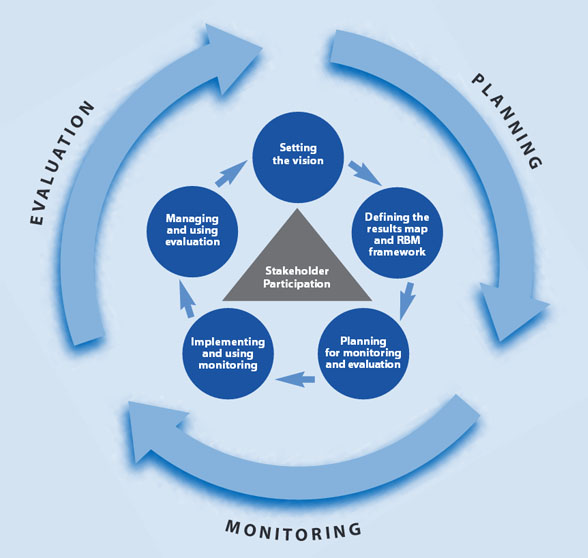 EVALUATION
PLANNING
Setting
the vision
Managing
and using
evaluation
Defining the
results map
and RBM
framework
Stakeholder
Participation
Implementing
and using
monitoring
Planning
for monitoring
and evaluation
MONITORING